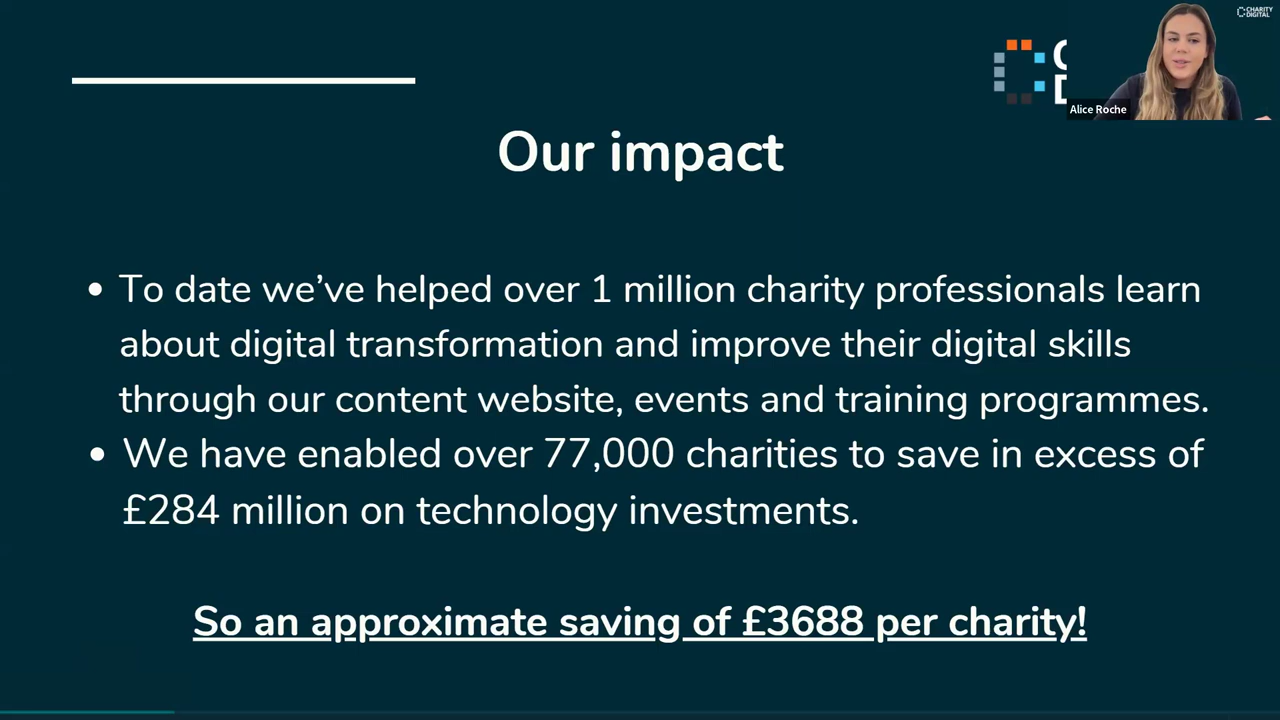 CHARITY
DIGITAL
Alice Roche
Our impact
• To date we’ve helped over 1 million charity professionals learn
about digital transformation and improve their digital skills
through our content website, events and training programmes.
• We have enabled over 77,000 charities to save in excess of
£284 million on technology investments.
So an approximate saving of £3688 per charity!